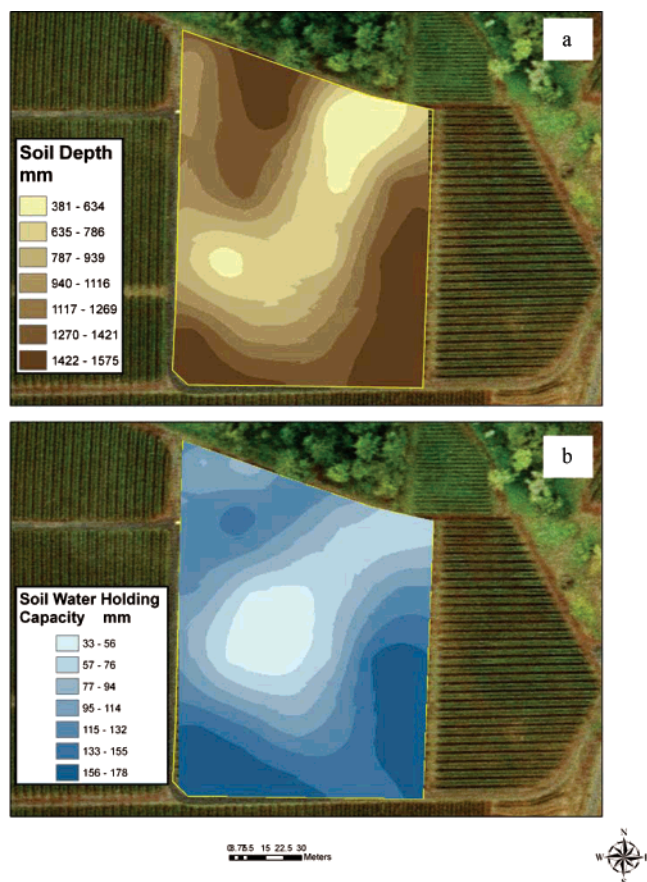 a
Soil Depth
mm
381 - 634
635 - 786
787 - 939
940 - 1116
1117 - 1269
1270 - 1421
1422 - 1575
b
Soil Water Holding
Capacity mm
33 - 56
57 - 76
77 - 94
95 - 114
115 - 132
133 - 155
156 - 178
15 22.5 30
Meters
N
W